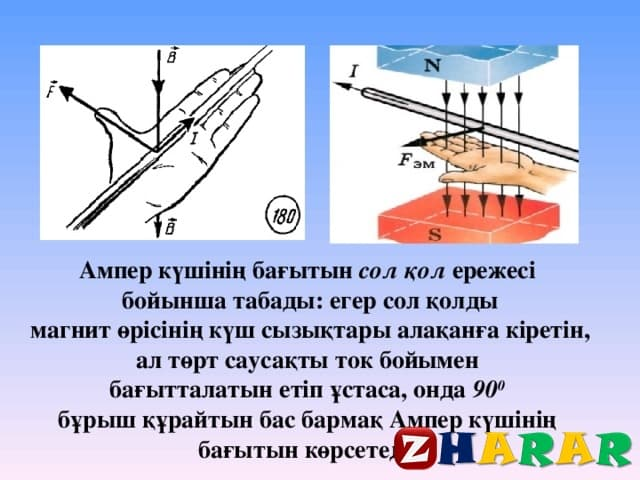 B
F
I
180
B
N
I
Fэм
S
Ампер күшінің бағытын сол қол ережесі
бойынша табады: егер сол қолды
магнит өрісінің күш сызықтары алақанға кіретін,
ал төрт саусақты ток бойымен
бағытталатын етіп ұстаса, онда 90⁰
бұрыш құрайтын бас бармақ Ампер күшінің
бағытын
ZHARAR